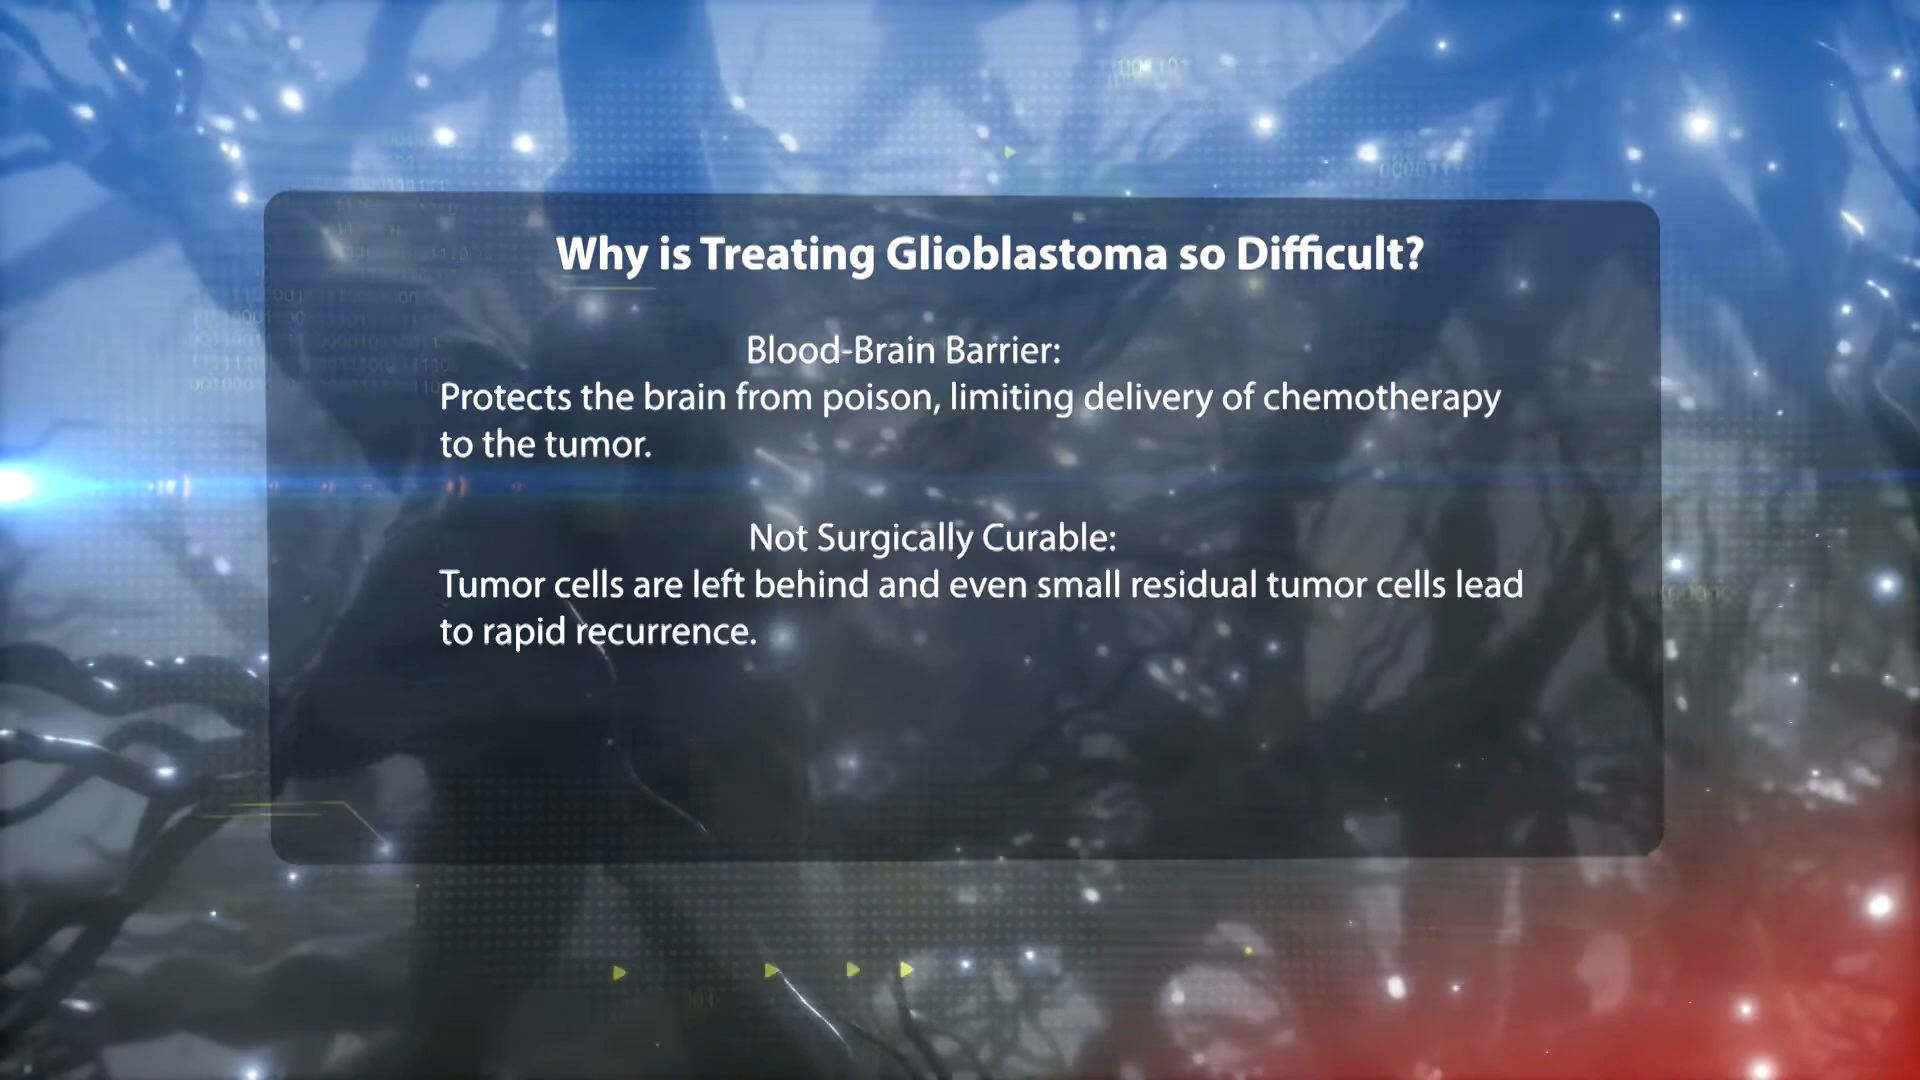 Why is Treating Glioblastoma so Difficult?
Blood-Brain Barrier:
Protects the brain from poison, limiting delivery of chemotherapy
to the tumor.
Not Surgically Curable:
Tumor cells are left behind and even small residual tumor cells lead
to rapid recurrence.